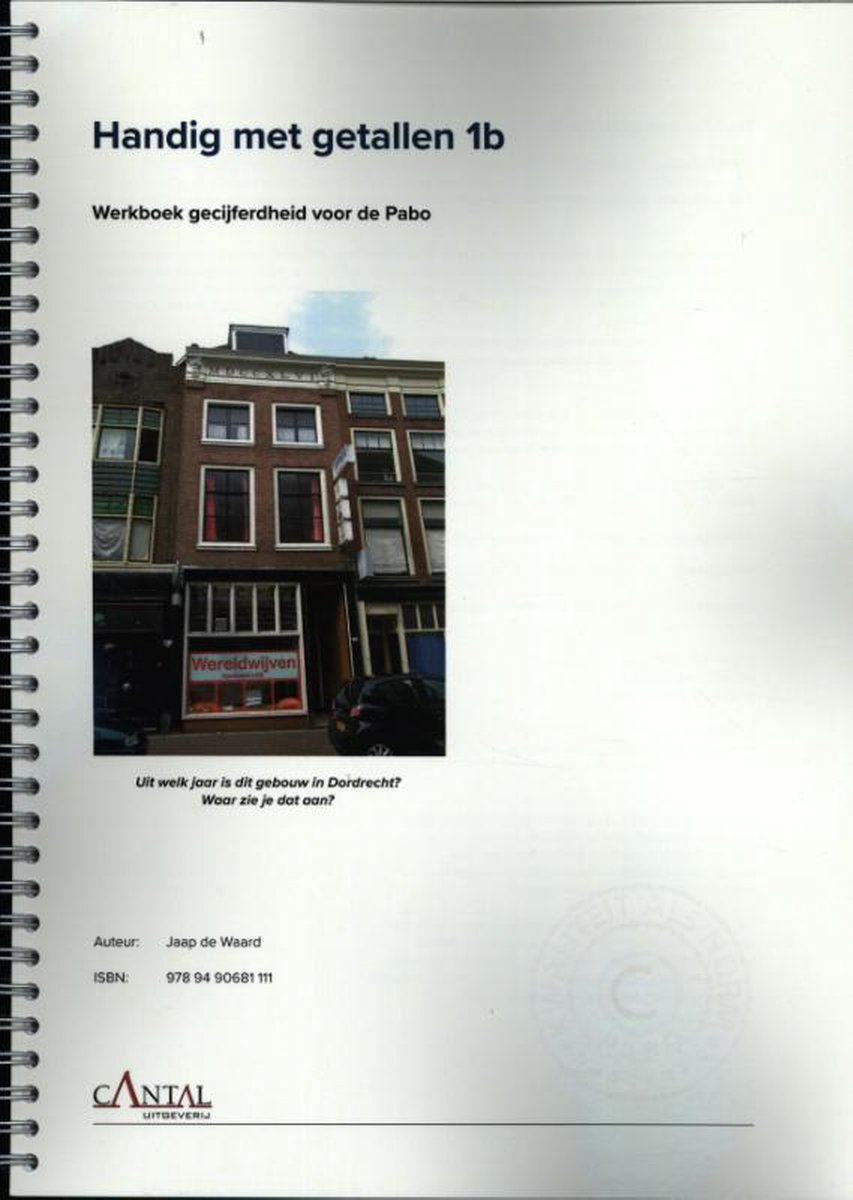 Handig met getallen 1b
Werkboek gecijferdheid voor de Pabo
Wereldwijven
Uit welk jaar is dit gebouw in Dordrecht?
Waar zie je dat aan?
Auteur: Jaap de Waard
ISBN: 978 94 90681 111
CANTAL
UITGEVERIJ